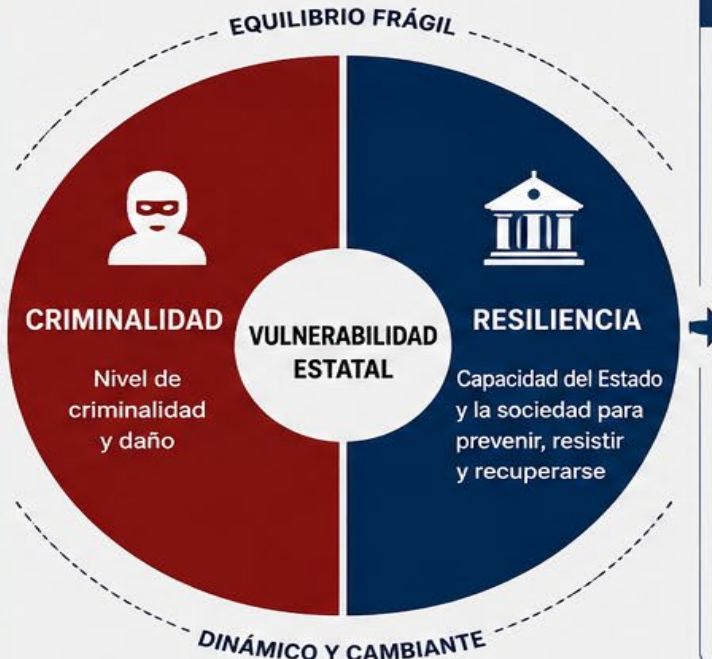 EQUILIBRIO FRÁGIL
CRIMINALIDAD
Nivel de
criminalidad
y daño
VULNERABILIDAD
ESTATAL
RESILIENCIA
Capacidad del Estado
y la sociedad para
prevenir, resistir
y recuperarse
DINÁMICO Y CAMBIANTE